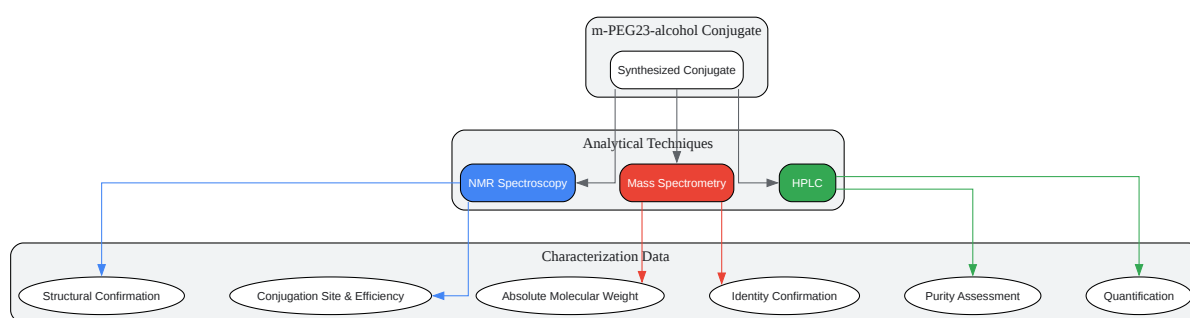 m-PEG23-alcohol Conjugate
Synthesized Conjugate
Analytical Techniques
NMR Spectroscopy
Mass Spectrometry
HPLC
Characterization Data
Structural Confirmation
Conjugation Site & Efficiency
Absolute Molecular Weight
Identity Confirmation
Purity Assessment
Quantification